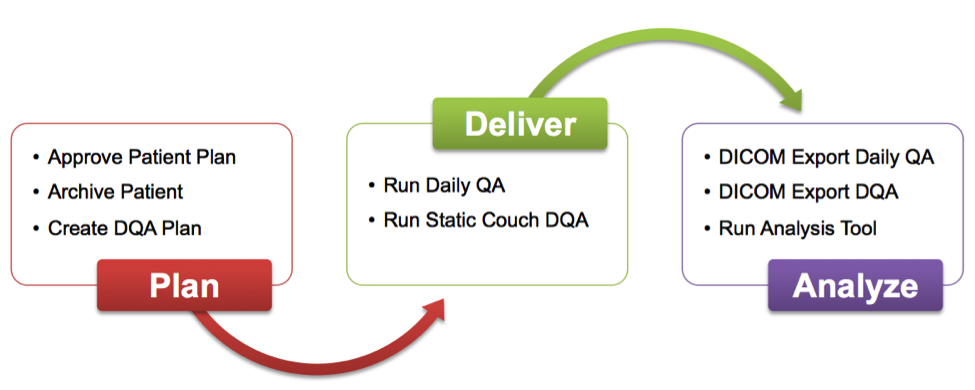 • Approve Patient Plan
• Archive Patient
• Create DQA Plan
Plan
Deliver
• Run Daily QA
• Run Static Couch DQA
• DICOM Export Daily QA
• DICOM Export DQA
• Run Analysis Tool
Analyze